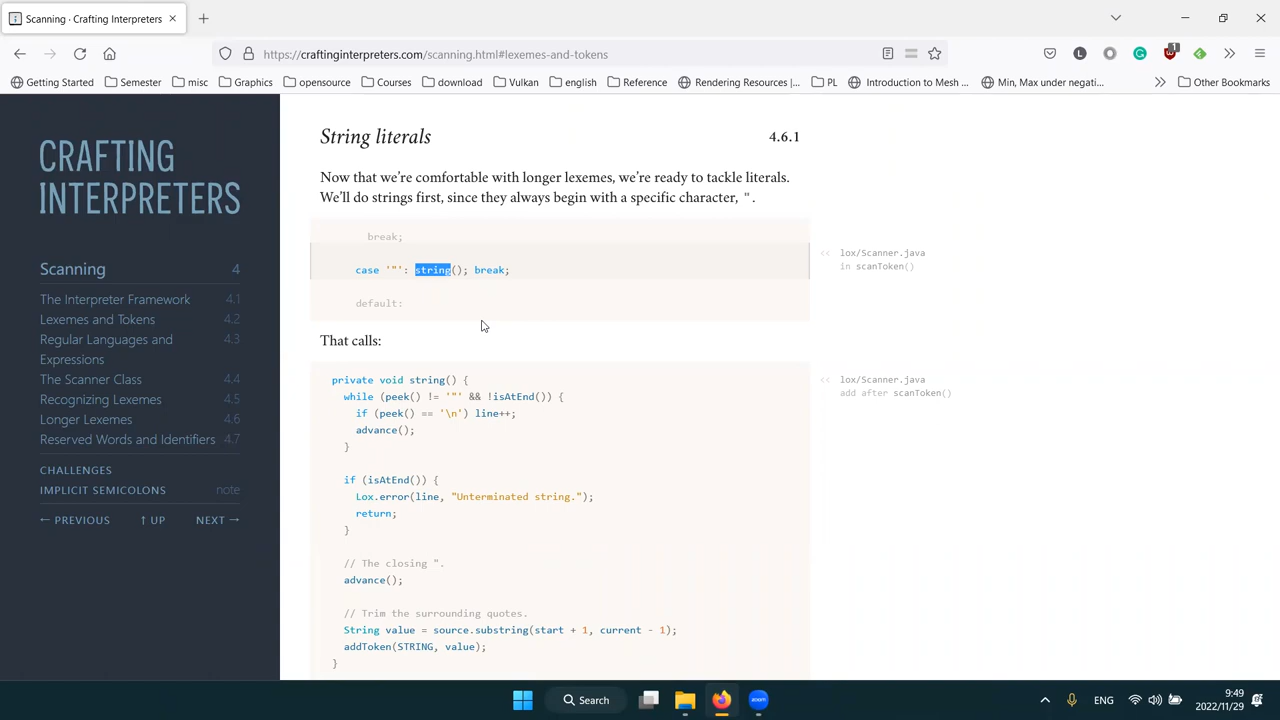 Scanning · Crafting Interpreters
https://craftinginterpreters.com/scanning.html#lexemes-and-tokens
L
1
Getting Started
Semester
misc
Graphics
opensource
Courses
download
Vulkan
english
Reference
Rendering Resources |...
PL
Introduction to Mesh ...
Min, Max under negati...
Other Bookmarks
CRAFTING
INTERPRETERS
Scanning 4
The Interpreter Framework 4.1
Lexemes and Tokens 4.2
Regular Languages and
Expressions 4.3
The Scanner Class 4.4
Recognizing Lexemes 4.5
Longer Lexemes 4.6
Reserved Words and Identifiers 4.7
CHALLENGES
IMPLICIT SEMICOLONS note
← PREVIOUS ↑ UP NEXT →
String literals 4.6.1
Now that we’re comfortable with longer lexemes, we’re ready to tackle literals.
We’ll do strings first, since they always begin with a specific character, ".
break;
case '"': string(); break;
default:
<< lox/Scanner.java
in scanToken()
That calls:
private void string() {
while (peek() != '"' && !isAtEnd()) {
if (peek() == '\n') line++;
advance();
}
if (isAtEnd()) {
Lox.error(line, "Unterminated string.");
return;
}
// The closing ".
advance();
// Trim the surrounding quotes.
String value = source.substring(start + 1, current - 1);
addToken(STRING, value);
}
<< lox/Scanner.java
add after scanToken()
Search
zoom
ENG
9:49
2022/11/29